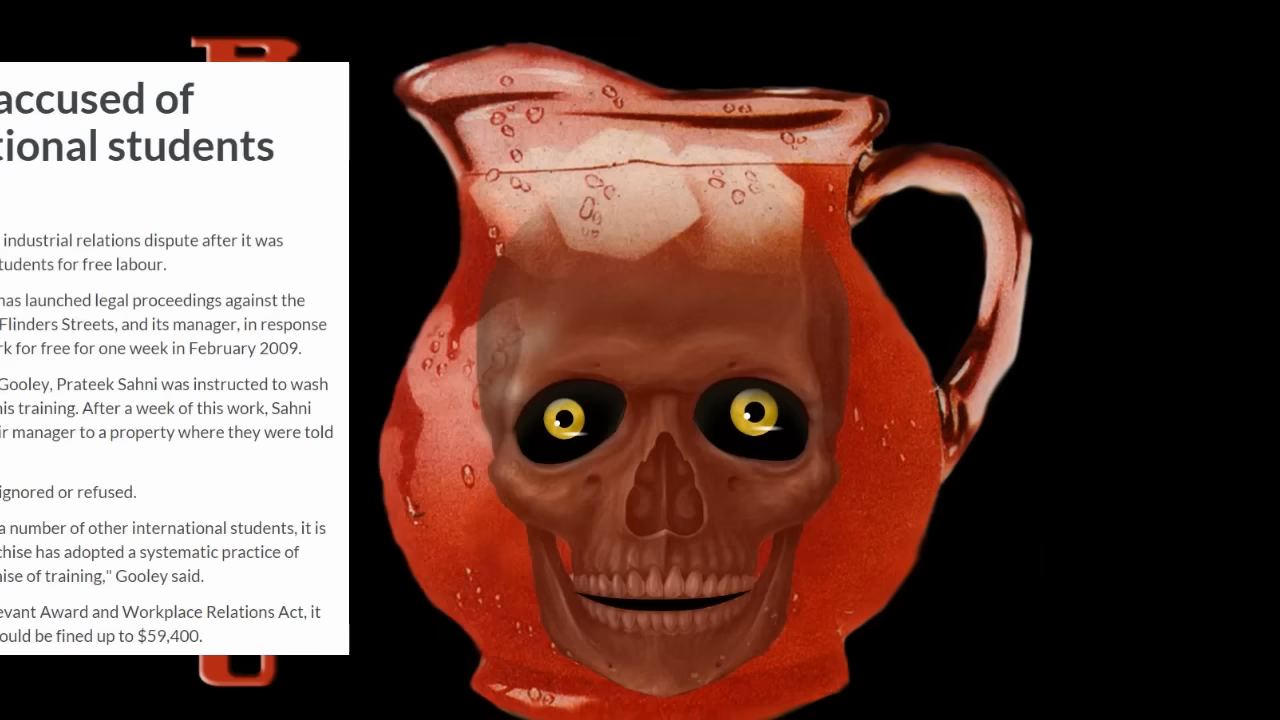 accused of
tional students
industrial relations dispute after it was
tudents for free labour.
has launched legal proceedings against the
Flinders Streets, and its manager, in response
rk for free for one week in February 2009.
Gooley, Prateek Sahni was instructed to wash
his training. After a week of this work, Sahni
ir manager to a property where they were told
ignored or refused.
a number of other international students, it is
chise has adopted a systematic practice of
nise of training," Gooley said.
evant Award and Workplace Relations Act, it
ould be fined up to $59,400.